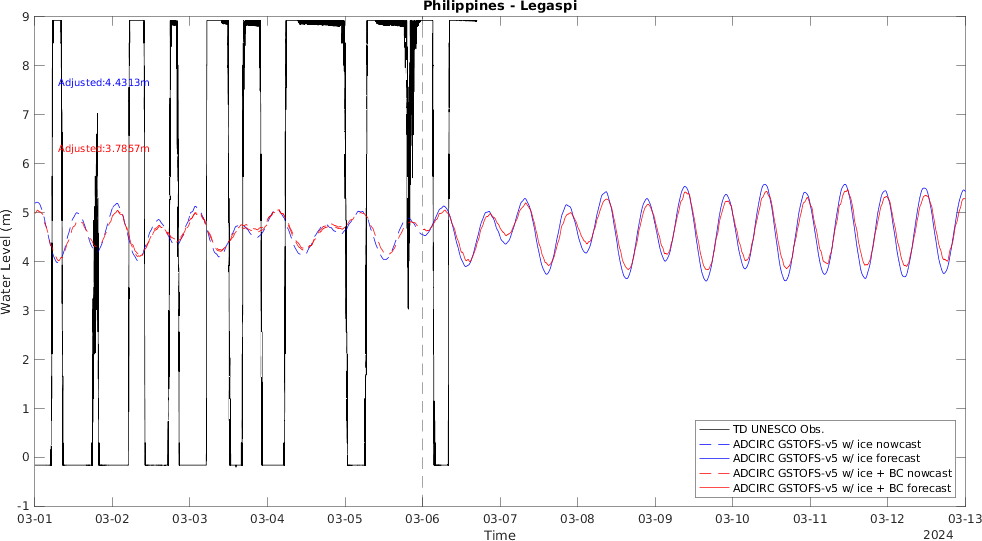 Philippines - Legaspi
9
8
7
6
5
4
3
2
1
0
-1
Water Level (m)
Adjusted:4.4313m
Adjusted:3.7857m
TD UNESCO Obs.
ADCIRC GSTOFS-v5 w/ ice nowcast
ADCIRC GSTOFS-v5 w/ ice forecast
ADCIRC GSTOFS-v5 w/ ice + BC nowcast
ADCIRC GSTOFS-v5 w/ ice + BC forecast
03-01 03-02 03-03 03-04 03-05 03-06 03-07 03-08 03-09 03-10 03-11 03-12 03-13
Time
2024